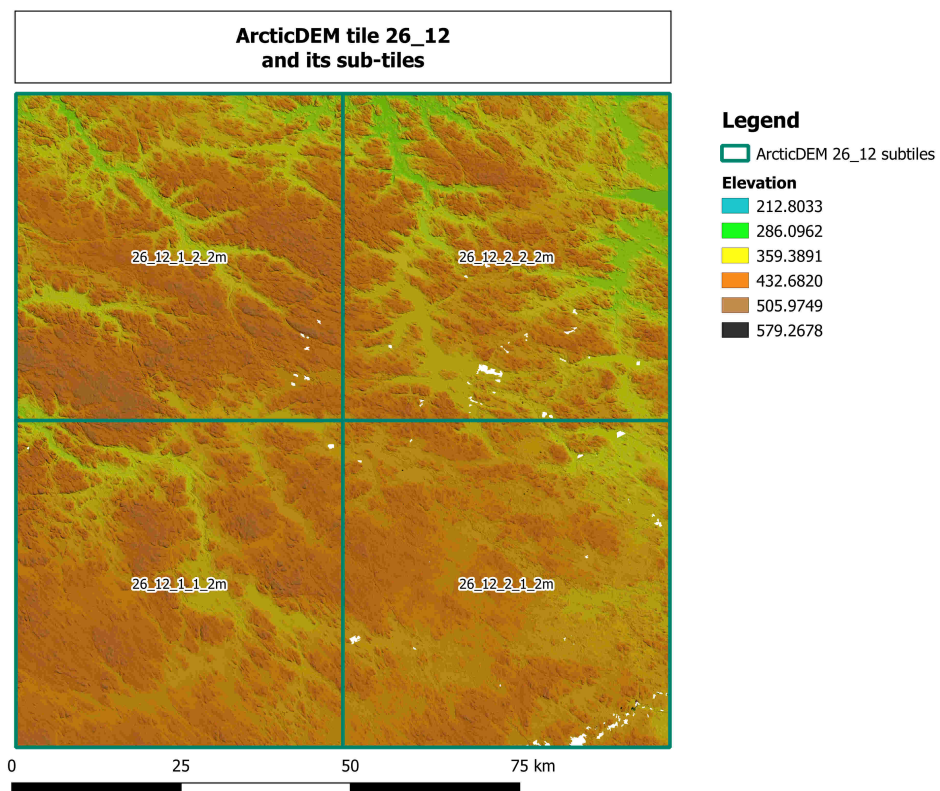 ArcticDEM tile 26_12
and its sub-tiles
26_12_1_2_2m
26_12_2_2_2m
26_12_1_1_2m
26_12_2_1_2m
Legend
ArcticDEM 26_12 subtiles
Elevation
212.8033
286.0962
359.3891
432.6820
505.9749
579.2678
0 25 50 75 km